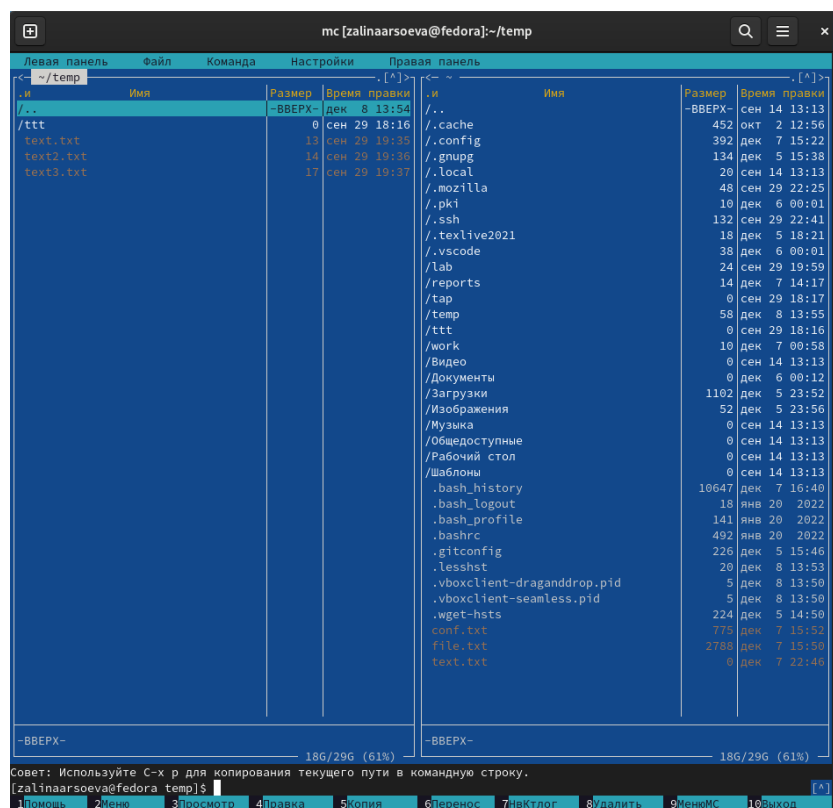 mc [zalinaarsoeva@fedora]:~/temp
Левая панель Файл Команда Настройки Правая панель
<— ~/temp .[^]>
.и Имя Размер Время правки
/.. -ВВЕРХ- дек 8 13:54
/ttt 0 сен 29 18:16
text.txt 13 сен 29 19:35
text2.txt 14 сен 29 19:36
text3.txt 17 сен 29 19:37
-ВВЕРХ-
18G/29G (61%)
<— ~ .[^]>
.и Имя Размер Время правки
/.. -ВВЕРХ- сен 14 13:13
/.cache 452 окт 2 12:56
/.config 392 дек 7 15:22
/.gnupg 134 дек 5 15:38
/.local 20 сен 14 13:13
/.mozilla 48 сен 29 22:25
/.pki 10 дек 6 00:01
/.ssh 132 сен 29 22:41
/.texlive2021 18 дек 5 18:21
/.vscode 38 дек 6 00:01
/lab 24 сен 29 19:59
/reports 14 дек 7 14:17
/tap 0 сен 29 18:17
/temp 58 дек 8 13:55
/ttt 0 сен 29 18:16
/work 10 дек 7 00:58
/Видео 0 сен 14 13:13
/Документы 0 дек 6 00:12
/Загрузки 1102 дек 5 23:52
/Изображения 52 дек 5 23:56
/Музыка 0 сен 14 13:13
/Общедоступные 0 сен 14 13:13
/Рабочий стол 0 сен 14 13:13
/Шаблоны 0 сен 14 13:13
.bash_history 10647 дек 7 16:40
.bash_logout 18 янв 20 2022
.bash_profile 141 янв 20 2022
.bashrc 492 янв 20 2022
.gitconfig 226 дек 5 15:46
.lesshst 20 дек 8 13:53
.vboxclient-draganddrop.pid 5 дек 8 13:50
.vboxclient-seamless.pid 5 дек 8 13:50
.wget-hsts 224 дек 5 14:50
conf.txt 775 дек 7 15:52
file.txt 2788 дек 7 15:50
text.txt 0 дек 7 22:46
-ВВЕРХ-
18G/29G (61%)
Совет: Используйте C-x p для копирования текущего пути в командную строку.
[zalinaarsoeva@fedora temp]$ [^]
1Помощь 2Меню 3Просмотр 4Правка 5Копия 6Перенос 7НвКтлог 8Удалить 9МенюMC 10Выход